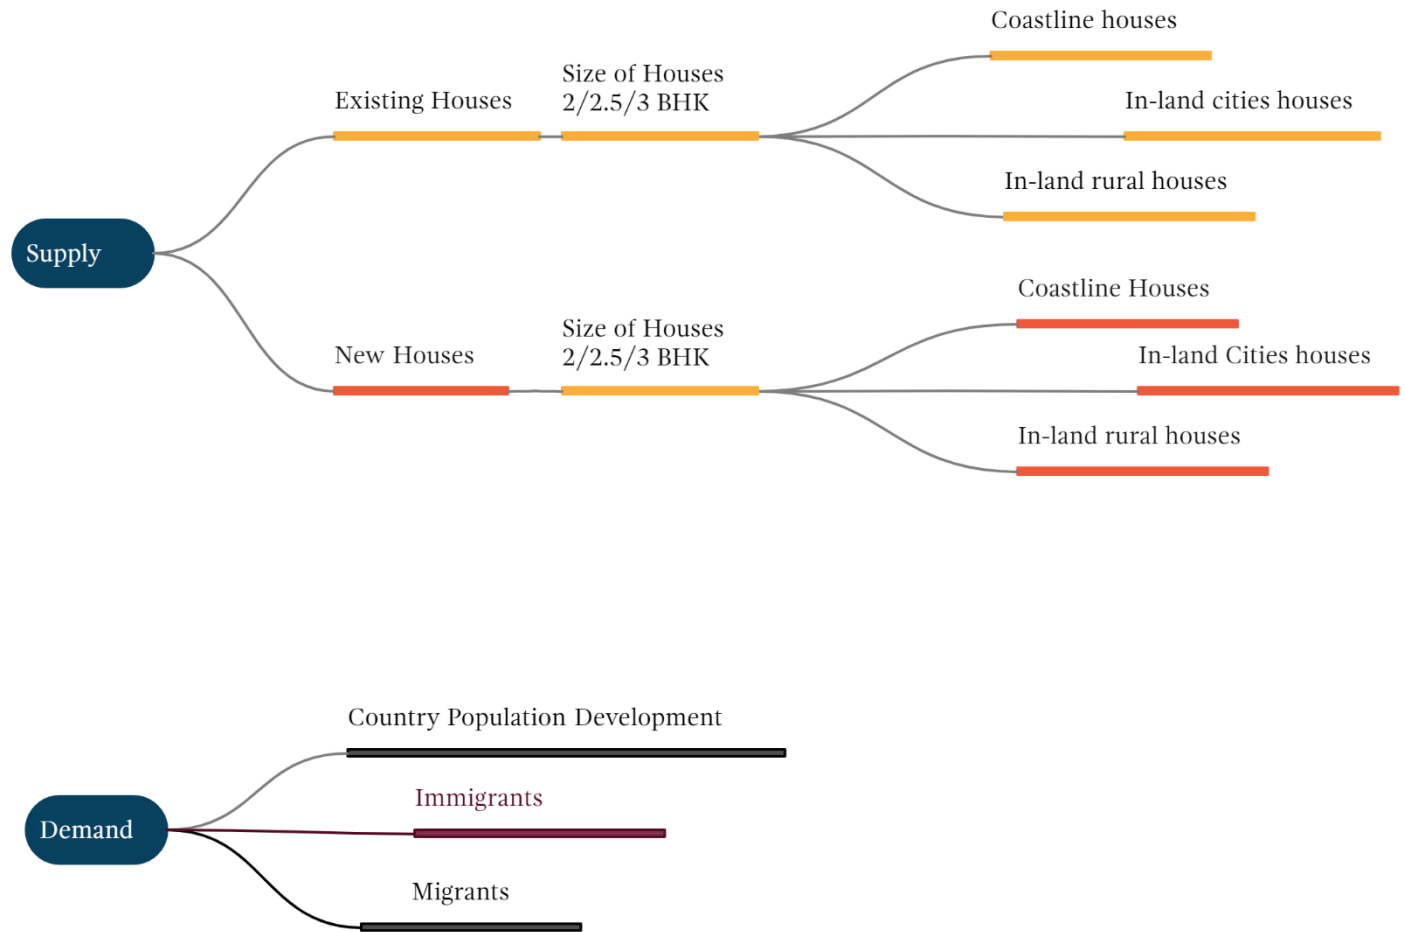 Coastline houses
Size of Houses
2/2.5/3 BHK
Existing Houses
In-land cities houses
In-land rural houses
Supply
Coastline Houses
Size of Houses
2/2.5/3 BHK
New Houses
In-land Cities houses
In-land rural houses
Country Population Development
Immigrants
Demand
Migrants